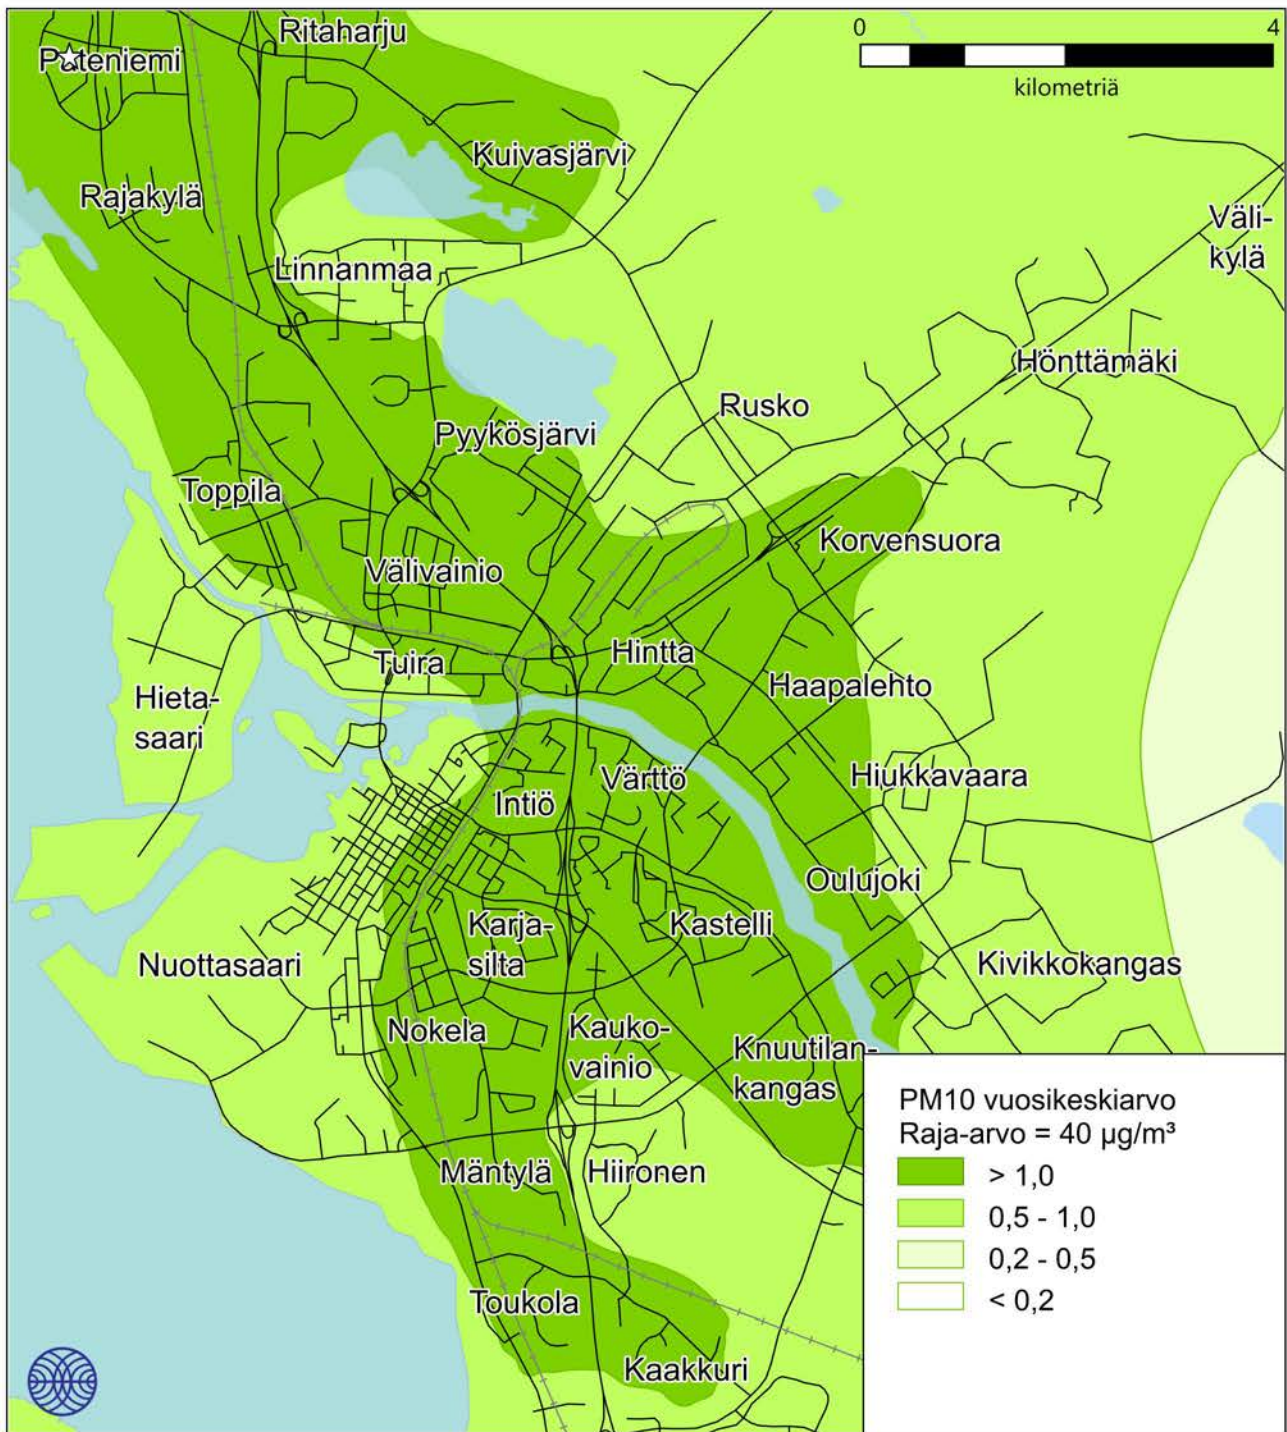 Ritaharju
0 4
kilometriä
Pateniemi
Kuivasjärvi
Rajakylä
Väli-
kylä
Linnanmaa
Hönttämäki
Rusko
Pyykösjärvi
Toppila
Korvensuora
Välivainio
Hintta
Tuira
Haapalehto
Hieta-
saari
Hiukkavaara
Värttö
Intiö
Oulujoki
Karja-
silta
Kastelli
Nuottasaari
Kivikkokangas
Nokela
Kauko-
vainio
Knuutilan-
kangas
Mäntylä
Hiironen
Toukola
Kaakkuri
PM10 vuosikeskiarvo
Raja-arvo = 40 µg/m³
> 1,0
0,5 - 1,0
0,2 - 0,5
< 0,2